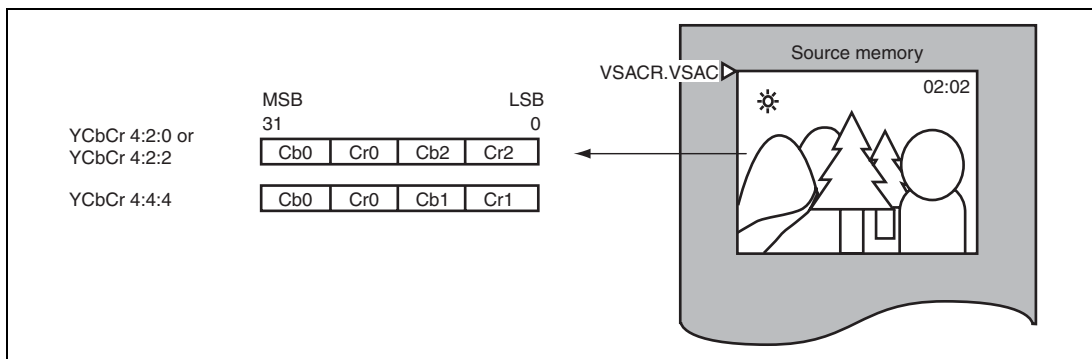 Source memory
VSACR.VSAC
02:02
MSB LSB
31 0
YCbCr 4:2:0 or
YCbCr 4:2:2
Cb0 Cr0 Cb2 Cr2
YCbCr 4:4:4
Cb0 Cr0 Cb1 Cr1